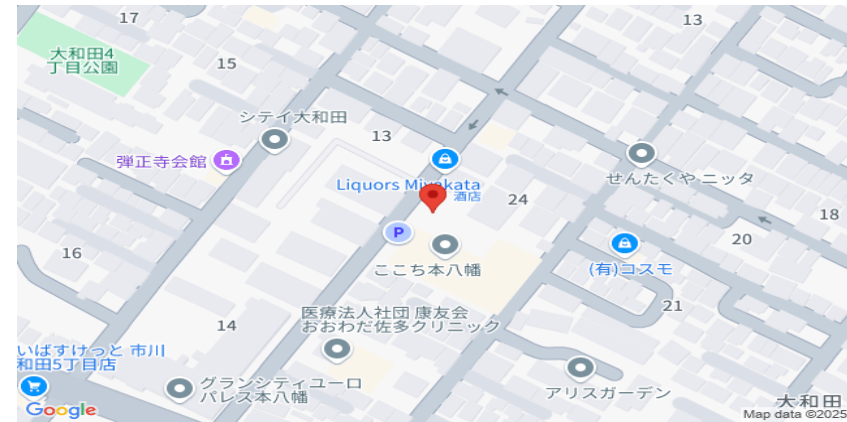 17
13
大和田4
丁目公園
15
シテイ大和田
13
弾正寺会館
せんたくや ニッタ
Liquors Miyakata
酒店
24
18
P
20
16
ここち本八幡
(有)コスモ
21
医療法人社団 康友会
おおわだ佐多クリニック
14
いばすけっと 市川
和田5丁目店
グランシティユーロ
パレス本八幡
アリスガーデン
大和田
Google
Map data ©2025